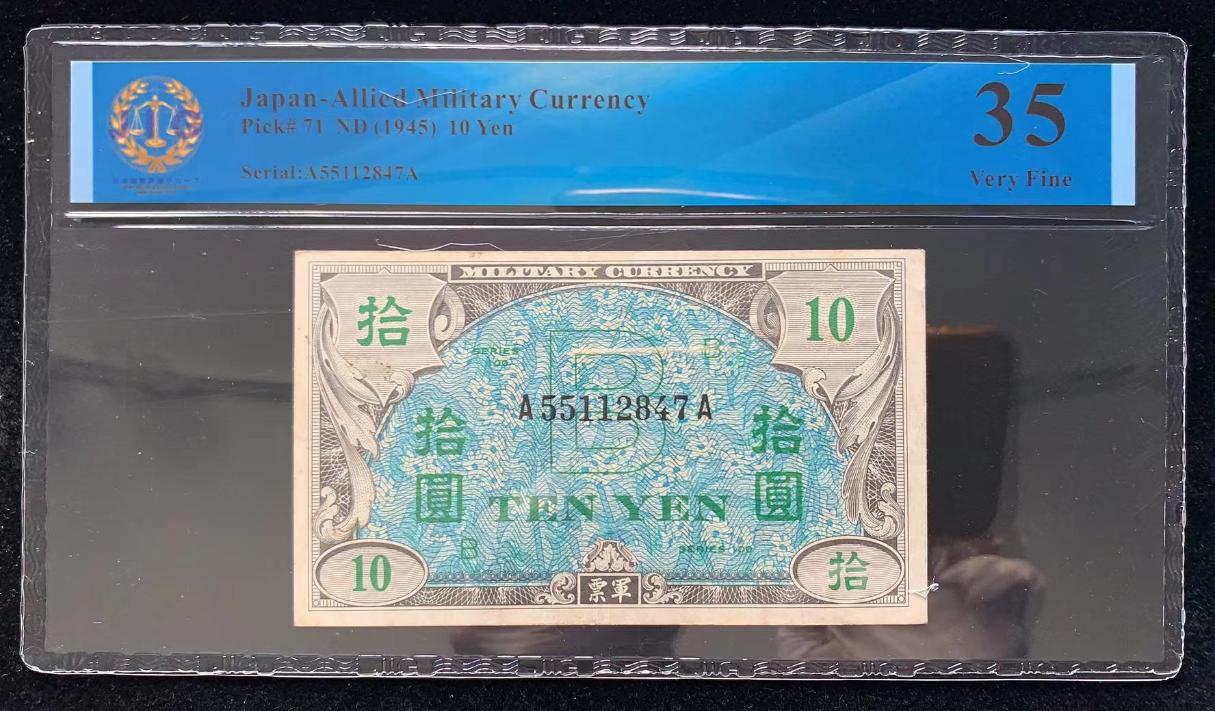 Japan-Allied Military Currency
Pick# 71 ND (1945) 10 Yen
Serial:A55112847A
35
Very Fine
MILITARY CURRENCY
拾
10
SERIES
100
B
B
A55112847A
拾
圓
拾
圓
TEN YEN
B
SERIES 100
10
票軍
拾